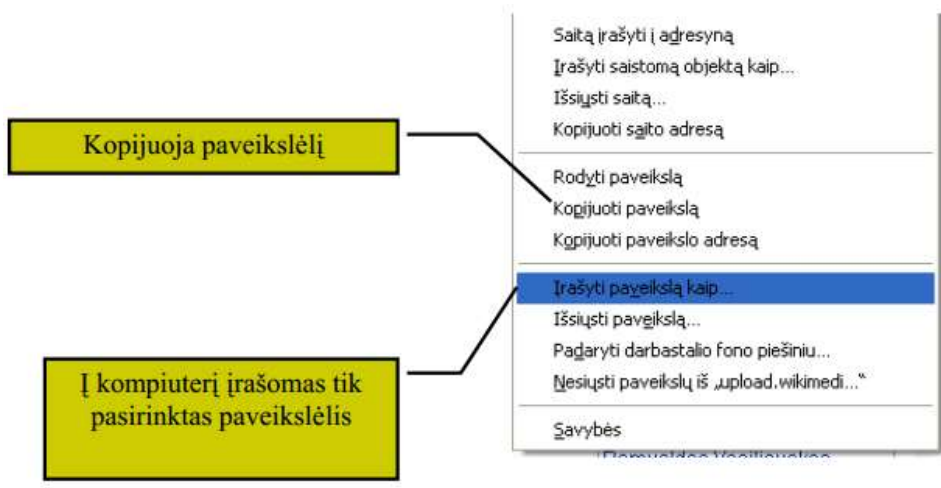 Saitą įrašyti į adresyną
Įrašyti saistomą objektą kaip...
Išsiųsti saitą...
Kopijuoti saito adresą
Kopijuoja paveikslėlį
Rodyti paveikslą
Kopijuoti paveikslą
Kopijuoti paveikslo adresą
Įrašyti paveikslą kaip...
Išsiųsti paveikslą...
Padaryti darbastalio fono piešiniu...
Nesiųsti paveikslų iš „upload.wikimedi...“
Į kompiuterį įrašomas tik
pasirinktas paveikslėlis
Savybės